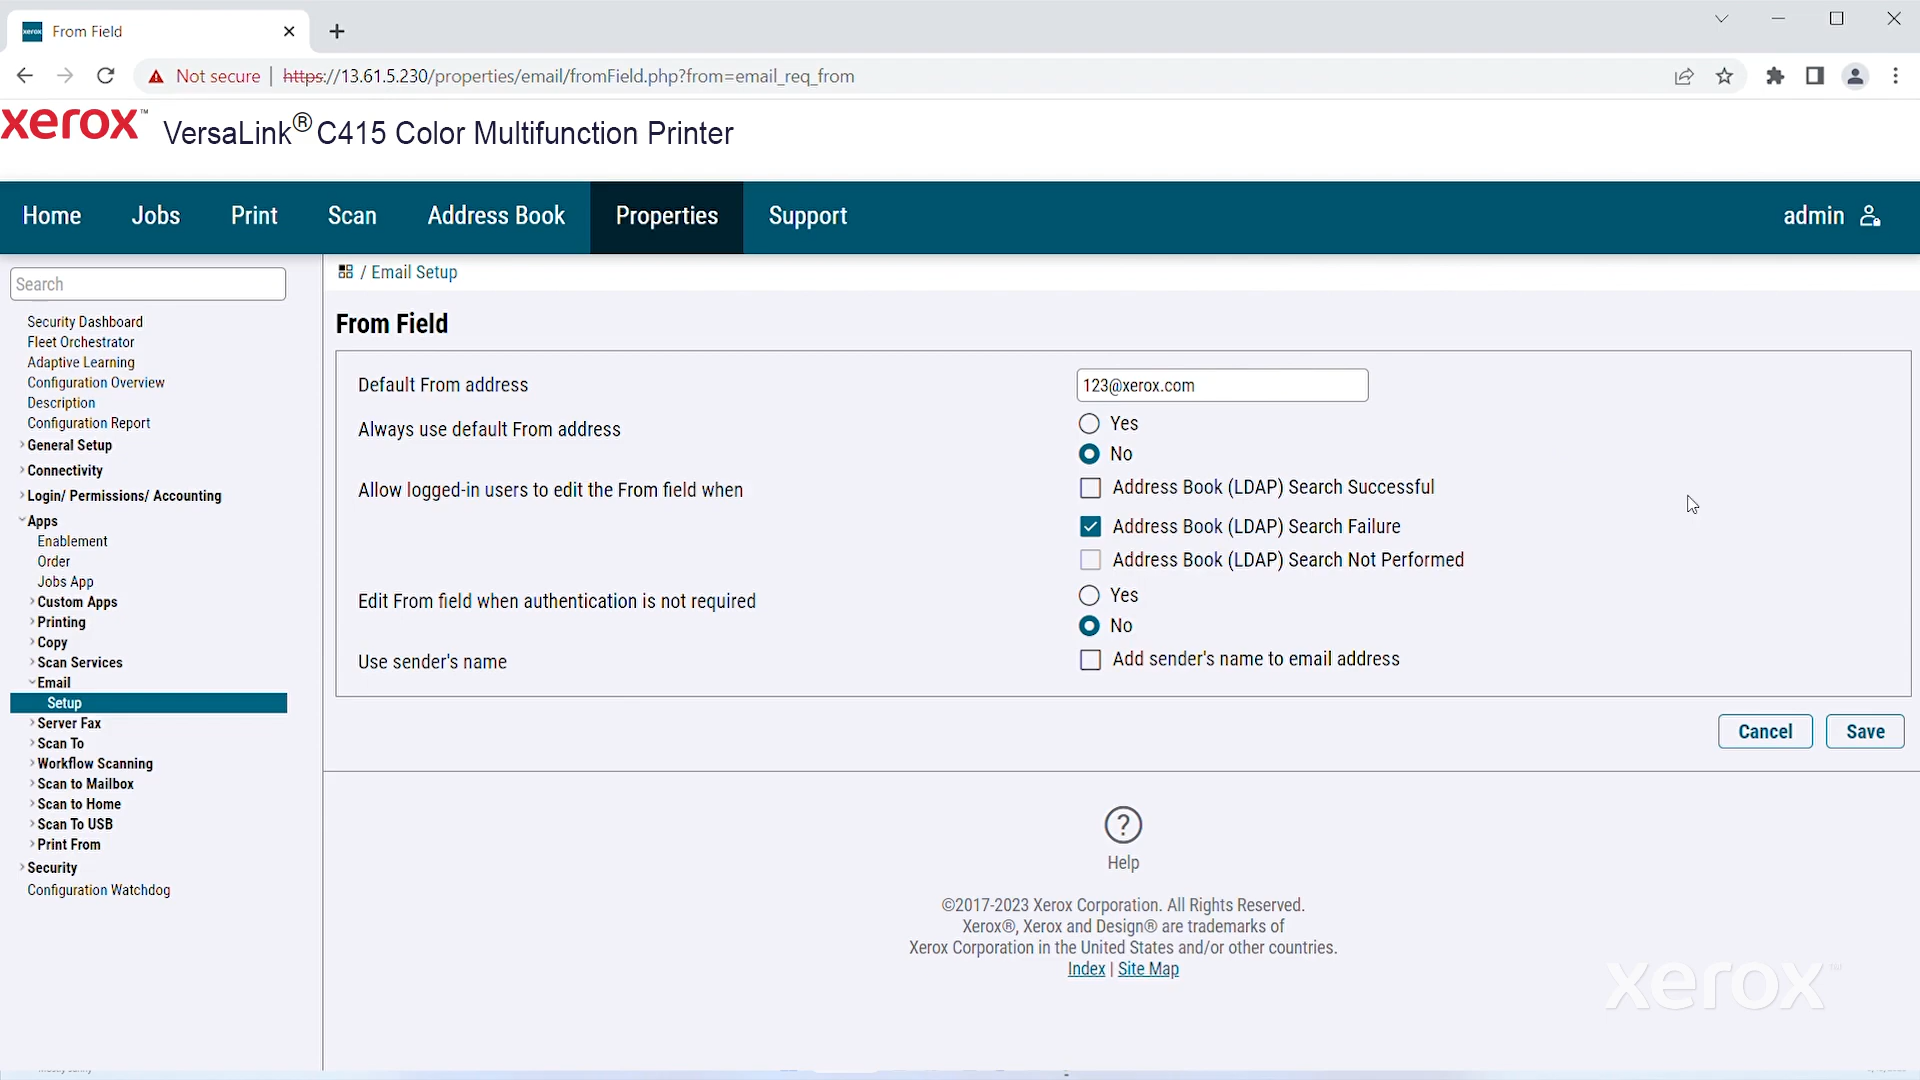 xerox From Field
Not secure | https://13.61.5.230/properties/email/fromField.php?from=email_req_from
xerox™ VersaLink® C415 Color Multifunction Printer
Home Jobs Print Scan Address Book Properties Support admin
Search
/ Email Setup
Security Dashboard
Fleet Orchestrator
Adaptive Learning
Configuration Overview
Description
Configuration Report
General Setup
Connectivity
Login/ Permissions/ Accounting
Apps
Enablement
Order
Jobs App
Custom Apps
Printing
Copy
Scan Services
Email
Setup
Server Fax
Scan To
Workflow Scanning
Scan to Mailbox
Scan to Home
Scan To USB
Print From
Security
Configuration Watchdog
From Field
Default From address 123@xerox.com
Always use default From address Yes
No
Allow logged-in users to edit the From field when Address Book (LDAP) Search Successful
Address Book (LDAP) Search Failure
Address Book (LDAP) Search Not Performed
Edit From field when authentication is not required Yes
No
Use sender's name Add sender's name to email address
Cancel Save
? 
Help
©2017-2023 Xerox Corporation. All Rights Reserved.
Xerox®, Xerox and Design® are trademarks of
Xerox Corporation in the United States and/or other countries.
Index | Site Map
xerox™